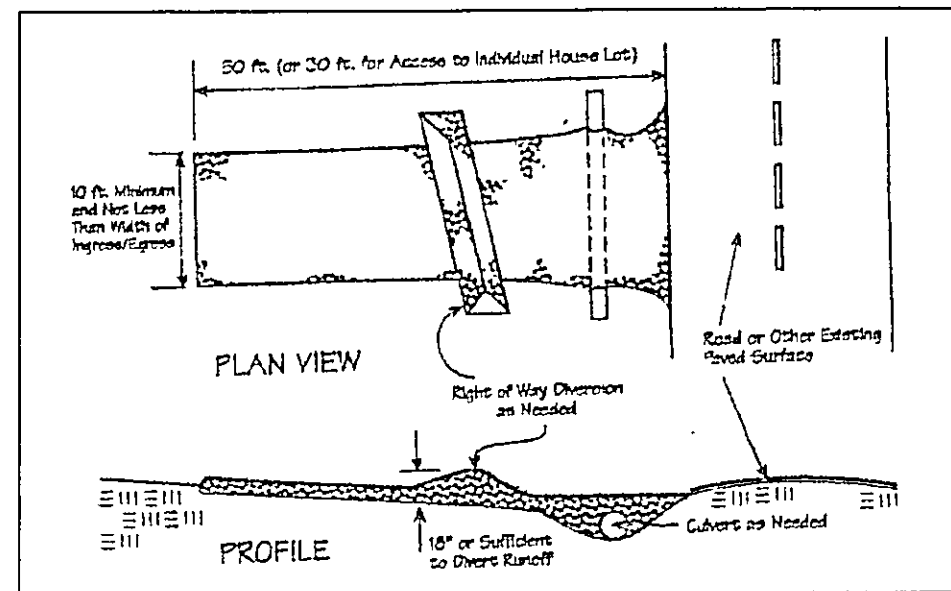 50 ft. (or 30 ft. for Access to Individual House Lot)
10 ft. Minimum
and Not Less
Than Width of
Ingress/Egress
PLAN VIEW
Road or Other Existing
Paved Surface
Right of Way Diversion
as Needed
18" or Sufficient
to Divert Runoff
Culvert as Needed
PROFILE